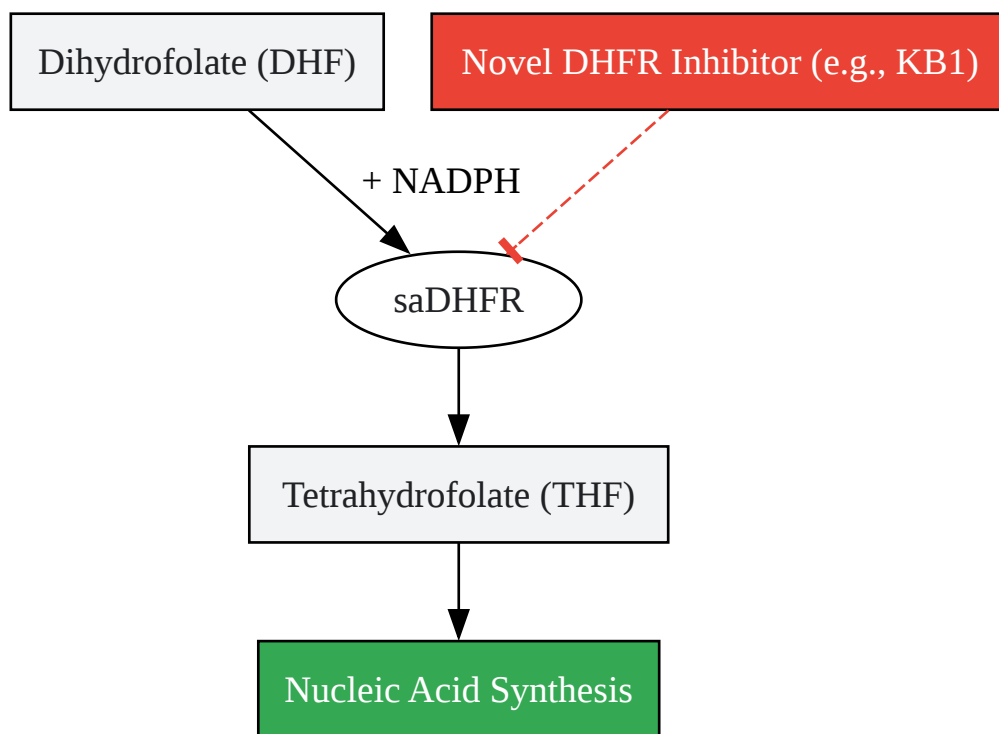 Dihydrofolate (DHF)
Novel DHFR Inhibitor (e.g., KB1)
+ NADPH
saDHFR
Tetrahydrofolate (THF)
Nucleic Acid Synthesis